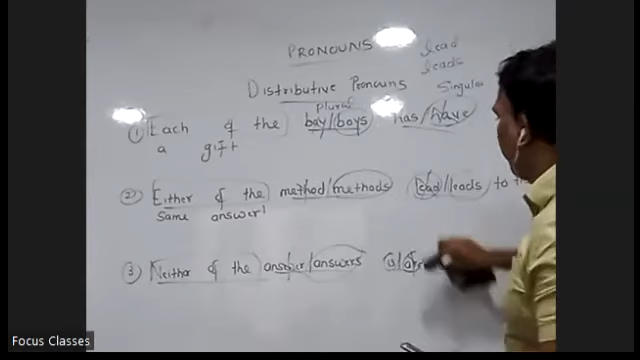 PRONOUNS
lead
leads
Distributive Pronouns
Singular
plural
① Each of the boy/boys has/have
a gift
② Either of the method/methods lead/leads to the
same answer!
③ Neither of the answer/answers
Focus Classes